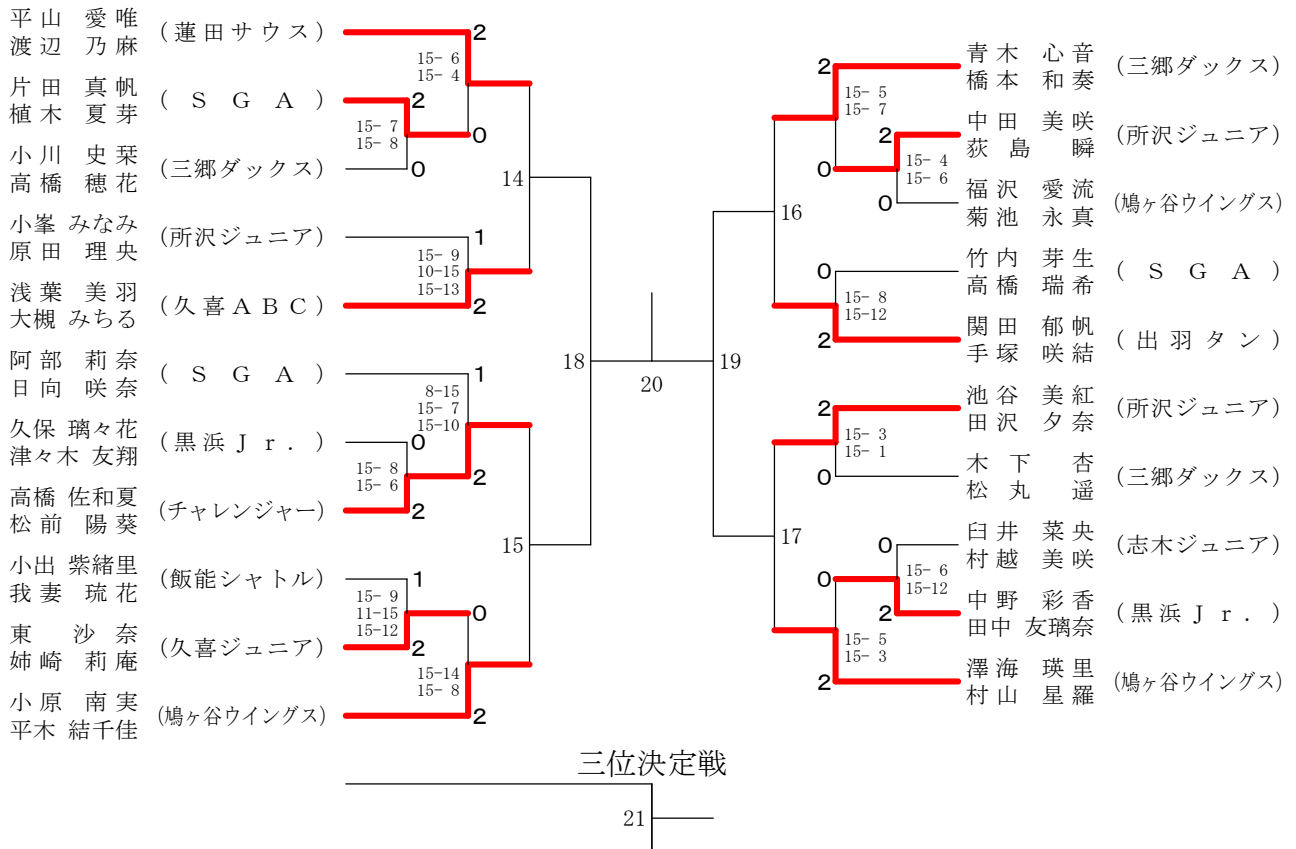 平山 愛唯
渡辺 乃麻
(蓮田サウス)
2
15- 6
15- 4
片田 真帆
植木 夏芽
(SGA)
2
15- 7
15- 8
0
小川 史栞
高橋 穂花
(三郷ダックス)
0
14
小峯 みなみ
原田 理央
(所沢ジュニア)
1
15- 9
10-15
15-13
浅葉 美羽
大槻 みちる
(久喜ABC)
2
18
阿部 莉奈
日向 咲奈
(SGA)
1
8-15
15- 7
15-10
久保 璃々花
津々木 友翔
(黒浜Jr.)
0
15- 8
15- 6
2
高橋 佐和夏
松前 陽葵
(チャレンジャー)
2
15
小出 紫緒里
我妻 琉花
(飯能シャトル)
1
15- 9
11-15
15-12
0
東 沙奈
姉崎 莉庵
(久喜ジュニア)
2
15-14
15- 8
小原 南実
平木 結千佳
(鳩ヶ谷ウイングス)
2
20
青木 心音
橋本 和奏
(三郷ダックス)
2
15- 5
15- 7
中田 美咲
荻島 瞬
(所沢ジュニア)
2
0
15- 4
15- 6
福沢 愛流
菊池 永真
(鳩ヶ谷ウイングス)
0
16
竹内 芽生
高橋 瑞希
(SGA)
0
15- 8
15-12
関田 郁帆
手塚 咲結
(出羽タン)
2
19
池谷 美紅
田沢 夕奈
(所沢ジュニア)
2
15- 3
15- 1
木下 杏
松丸 遥
(三郷ダックス)
0
17
臼井 菜央
村越 美咲
(志木ジュニア)
0
15- 6
15-12
0
中野 彩香
田中 友璃奈
(黒浜Jr.)
2
15- 5
15- 3
澤海 瑛里
村山 星羅
(鳩ヶ谷ウイングス)
2
三位決定戦
21